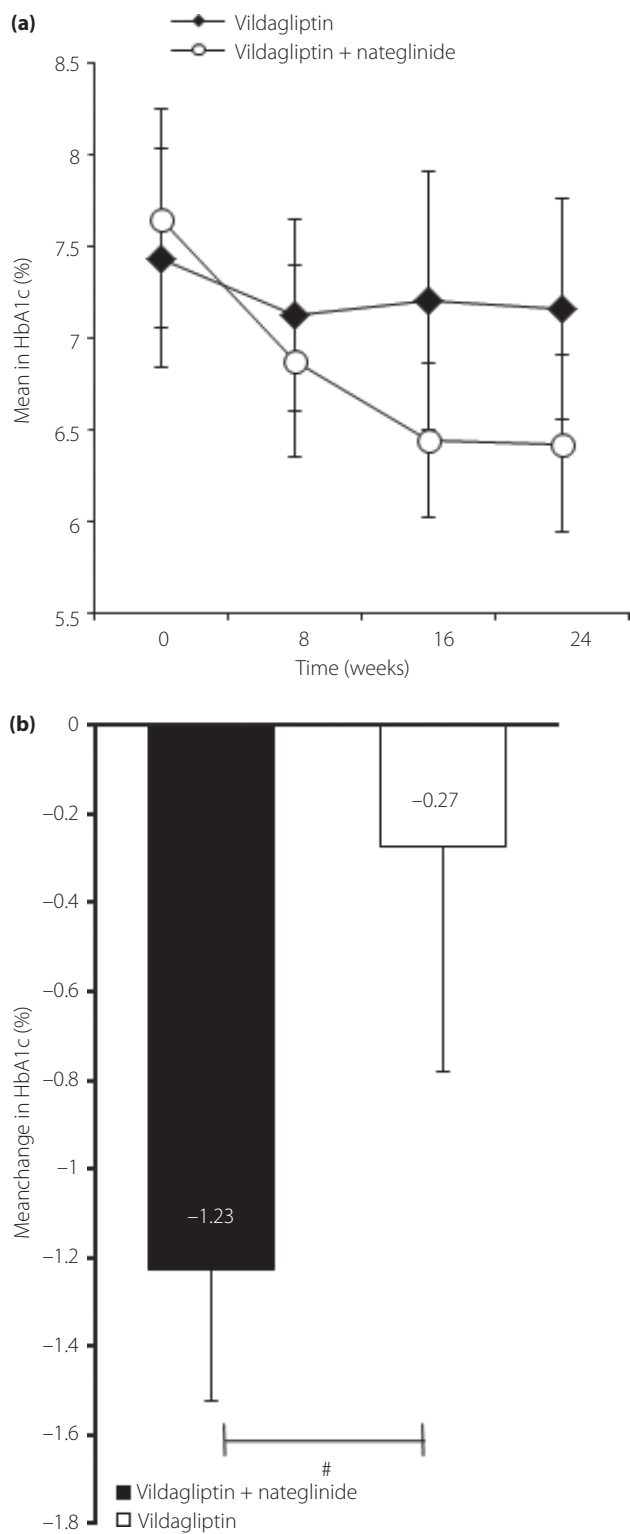 (a)
Vildagliptin
Vildagliptin + nateglinide
8.5
8
7.5
7
6.5
6
5.5
Mean in HbA1c (%)
0 8 16 24
Time (weeks)
(b)
0
−0.2
−0.4
−0.6
−0.8
−1
−1.2
−1.4
−1.6
−1.8
Meanchange in HbA1c (%)
−0.27
−1.23
#
Vildagliptin + nateglinide
Vildagliptin